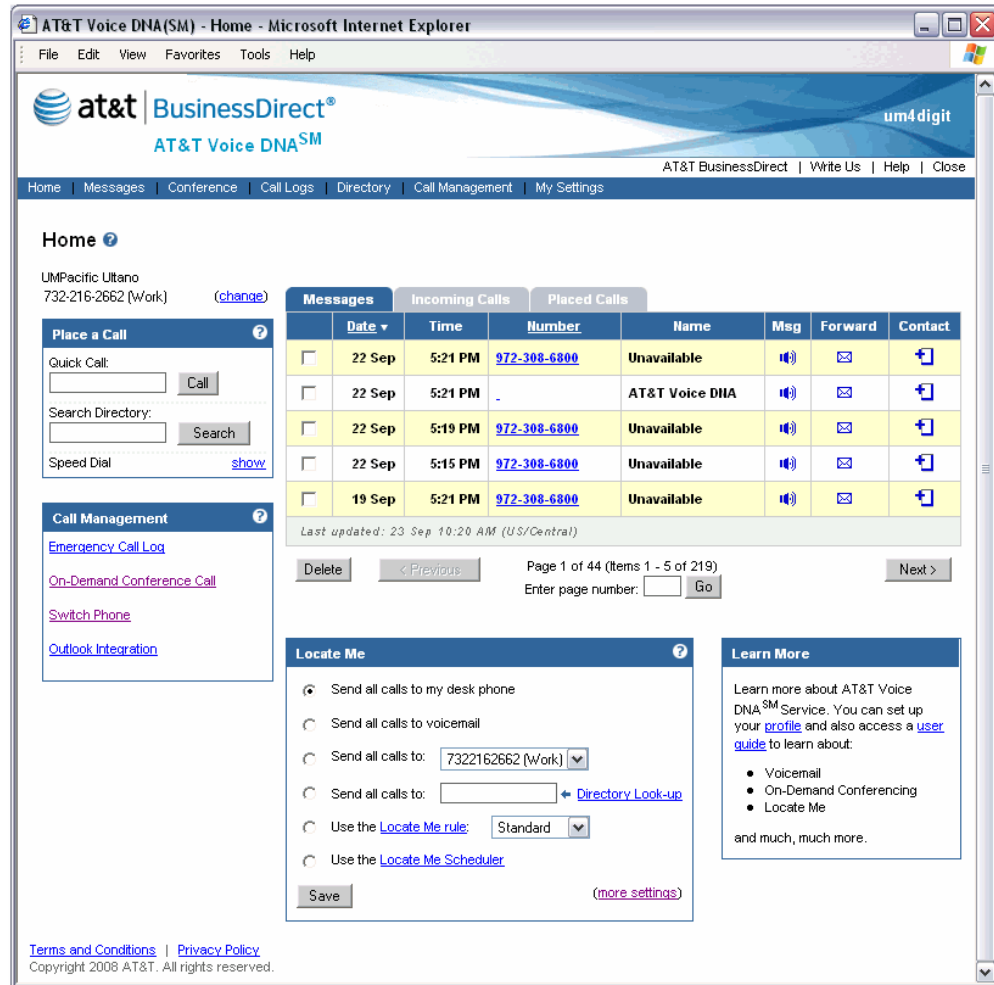 AT&T Voice DNA(SM) - Home - Microsoft Internet Explorer
File Edit View Favorites Tools Help
at&t | BusinessDirect®
AT&T Voice DNA SM
um4digit
AT&T BusinessDirect | Write Us | Help | Close
Home | Messages | Conference | Call Logs | Directory | Call Management | My Settings
Home ?
UMPacific Ultano
732-216-2662 (Work) (change)
Place a Call ?
Quick Call:
Call
Search Directory:
Search
Speed Dial show
Call Management ?
Emergency Call Log
On-Demand Conference Call
Switch Phone
Outlook Integration
Messages Incoming Calls Placed Calls
Date Time Number Name Msg Forward Contact
22 Sep 5:21 PM 972-308-6800 Unavailable
22 Sep 5:21 PM AT&T Voice DNA
22 Sep 5:19 PM 972-308-6800 Unavailable
22 Sep 5:15 PM 972-308-6800 Unavailable
19 Sep 5:21 PM 972-308-6800 Unavailable
Last updated: 23 Sep 10:20 AM (US/Central)
Delete < Previous Page 1 of 44 (Items 1 - 5 of 219) Next >
Enter page number: Go
Locate Me ?
Send all calls to my desk phone
Send all calls to voicemail
Send all calls to: 7322162662 (Work)
Send all calls to: Directory Look-up
Use the Locate Me rule: Standard
Use the Locate Me Scheduler
Save (more settings)
Learn More
Learn more about AT&T Voice
DNA SM Service. You can set up
your profile and also access a user
guide to learn about:
• Voicemail
• On-Demand Conferencing
• Locate Me
and much, much more.
Terms and Conditions | Privacy Policy
Copyright 2008 AT&T. All rights reserved.